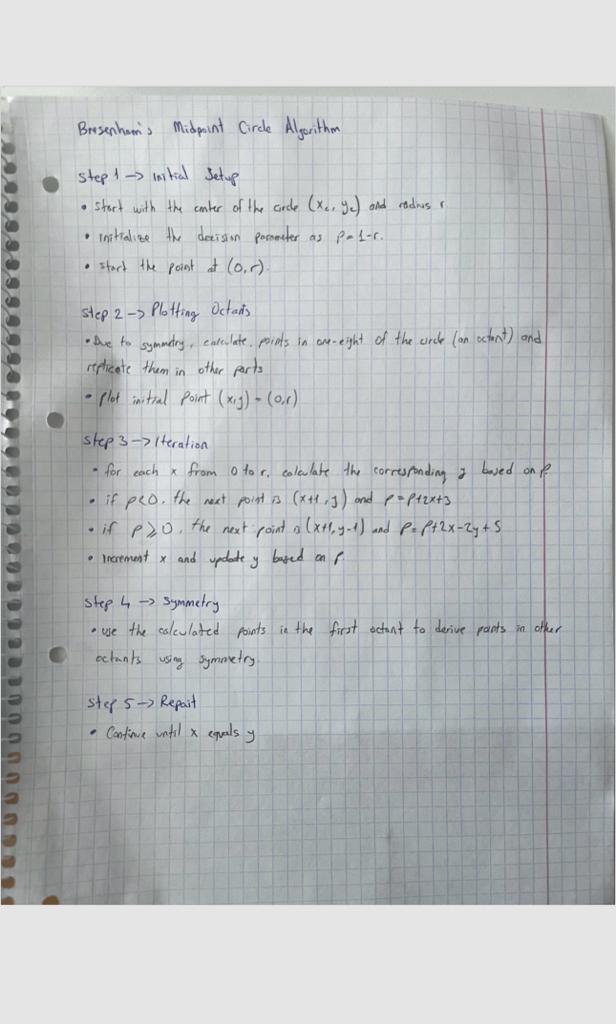 Bresenham's Midpoint Circle Algorithm
Step 1 -> Initial Setup
• Start with the center of the circle (xc, yc) and radius r
• Initialize the decision parameter as P=1-r.
• Start the point at (0,r).
Step 2 -> Plotting Octants
• Due to symmetry, calculate points in one-eight of the circle (an octant) and
replicate them in other parts
• Plot initial point (x,y) = (0,r)
Step 3 -> Iteration
• for each x from 0 to r, calculate the corresponding y based on P.
• if P<0, the next point is (x+1, y) and P=P+2x+3
• if P≥0, the next point is (x+1, y-1) and P=P+2x-2y+5
• Increment x and update y based on P
Step 4 -> Symmetry
• use the calculated points in the first octant to derive points in other
octants using symmetry.
Step 5 -> Repait
• Continue until x equals y